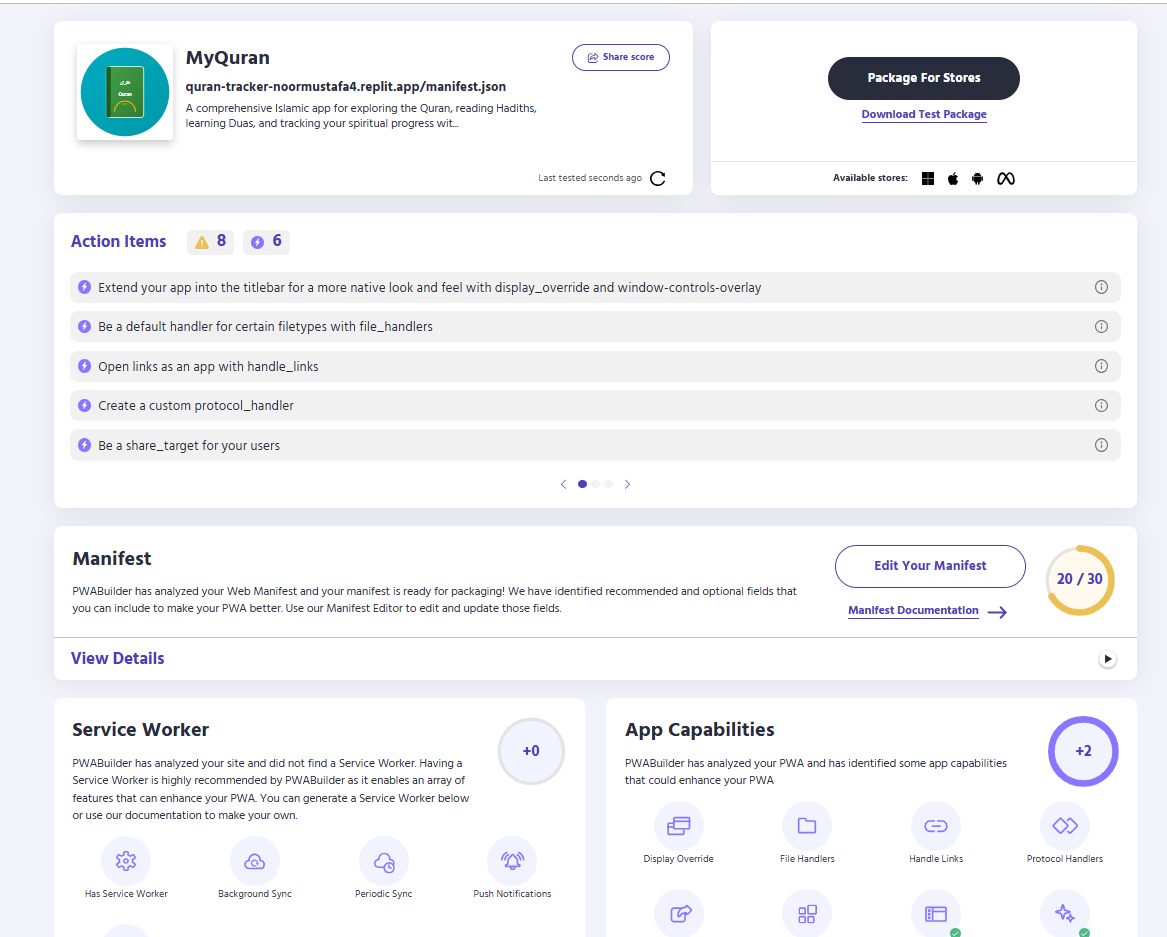 MyQuran
Share score
quran-tracker-noormustafa4.replit.app/manifest.json
A comprehensive Islamic app for exploring the Quran, reading Hadiths,
learning Duas, and tracking your spiritual progress wit...
Last tested seconds ago
Quran
Package For Stores
Download Test Package
Available stores:
Action Items
8
6
Extend your app into the titlebar for a more native look and feel with display_override and window-controls-overlay
Be a default handler for certain filetypes with file_handlers
Open links as an app with handle_links
Create a custom protocol_handler
Be a share_target for your users
Manifest
PWABuilder has analyzed your Web Manifest and your manifest is ready for packaging! We have identified recommended and optional fields that
you can include to make your PWA better. Use our Manifest Editor to edit and update those fields.
Edit Your Manifest
Manifest Documentation
20 / 30
View Details
Service Worker
+0
PWABuilder has analyzed your site and did not find a Service Worker. Having a
Service Worker is highly recommended by PWABuilder as it enables an array of
features that can enhance your PWA. You can generate a Service Worker below
or use our documentation to make your own.
Has Service Worker
Background Sync
Periodic Sync
Push Notifications
App Capabilities
+2
PWABuilder has analyzed your PWA and has identified some app capabilities
that could enhance your PWA
Display Override
File Handlers
Handle Links
Protocol Handlers